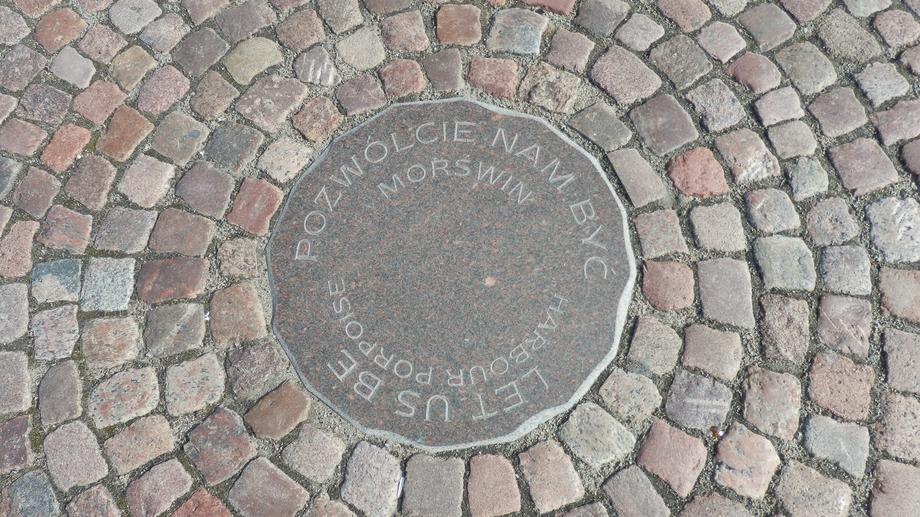 POZWÓLCIE NAM BYĆ
MORŚWIN
LET US BE
HARBOUR PORPOISE